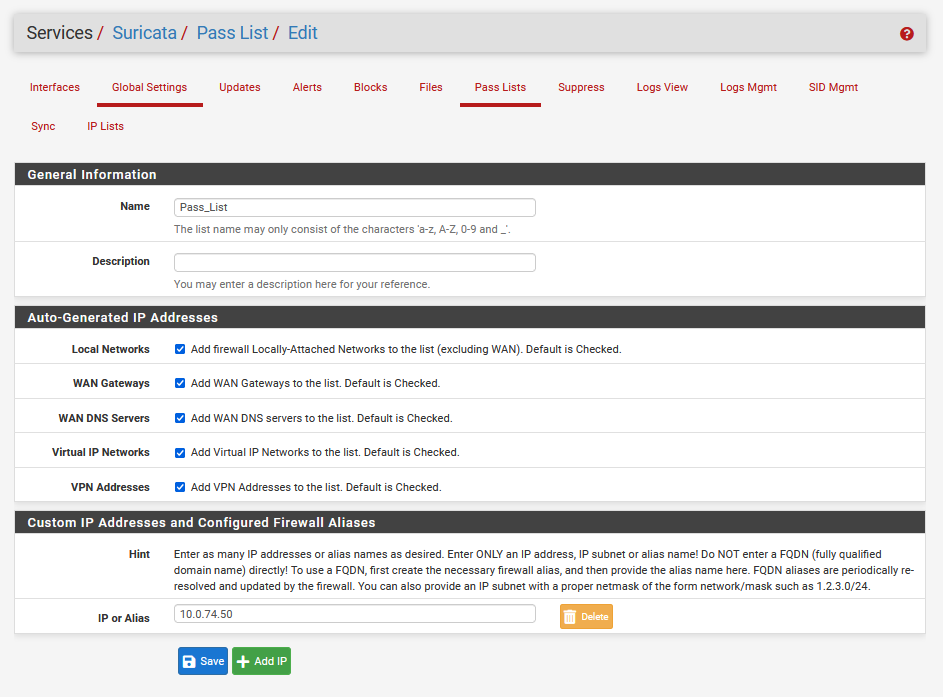 Services / Suricata / Pass List / Edit
Interfaces Global Settings Updates Alerts Blocks Files Pass Lists Suppress Logs View Logs Mgmt SID Mgmt
Sync IP Lists
General Information
Name Pass_List
The list name may only consist of the characters 'a-z, A-Z, 0-9 and _'.
Description
You may enter a description here for your reference.
Auto-Generated IP Addresses
Local Networks Add firewall Locally-Attached Networks to the list (excluding WAN). Default is Checked.
WAN Gateways Add WAN Gateways to the list. Default is Checked.
WAN DNS Servers Add WAN DNS servers to the list. Default is Checked.
Virtual IP Networks Add Virtual IP Networks to the list. Default is Checked.
VPN Addresses Add VPN Addresses to the list. Default is Checked.
Custom IP Addresses and Configured Firewall Aliases
Hint Enter as many IP addresses or alias names as desired. Enter ONLY an IP address, IP subnet or alias name! Do NOT enter a FQDN (fully qualified
domain name) directly! To use a FQDN, first create the necessary firewall alias, and then provide the alias name here. FQDN aliases are periodically re-
resolved and updated by the firewall. You can also provide an IP subnet with a proper netmask of the form network/mask such as 1.2.3.0/24.
IP or Alias 10.0.74.50 Delete
Save Add IP